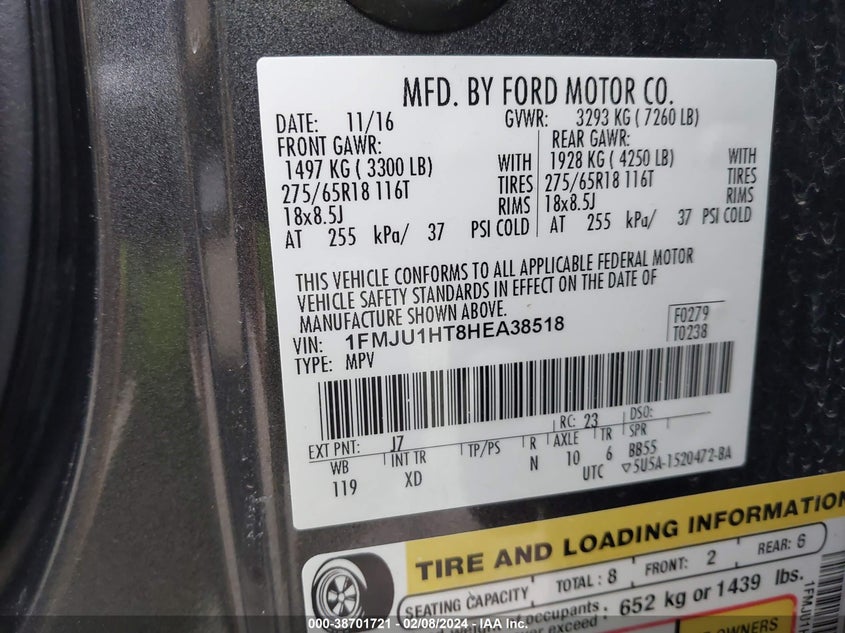 MFD. BY FORD MOTOR CO.
DATE: 11/16 GVWR: 3293 KG ( 7260 LB)
FRONT GAWR: REAR GAWR:
1497 KG ( 3300 LB) WITH 1928 KG ( 4250 LB) WITH
275/65R18 116T TIRES 275/65R18 116T TIRES
18x8.5J RIMS 18x8.5J RIMS
AT 255 kPa/ 37 PSI COLD AT 255 kPa/ 37 PSI COLD
THIS VEHICLE CONFORMS TO ALL APPLICABLE FEDERAL MOTOR
VEHICLE SAFETY STANDARDS IN EFFECT ON THE DATE OF
MANUFACTURE SHOWN ABOVE.
VIN: 1FMJU1HT8HEA38518 F0279
TYPE: MPV T0238
EXT PNT: J7 RC: 23 DSO:
WB INT TR TP/PS R AXLE TR SPR
119 XD N 10 6 BB55
UTC ▽5U5A-1520472-BA
TIRE AND LOADING INFORMATION
SEATING CAPACITY TOTAL : 8 FRONT: 2 REAR: 6
occupants exceed : 652 kg or 1439 lbs.
OWNERS
1FMJU1
000-38701721 - 02/08/2024 - IAAI